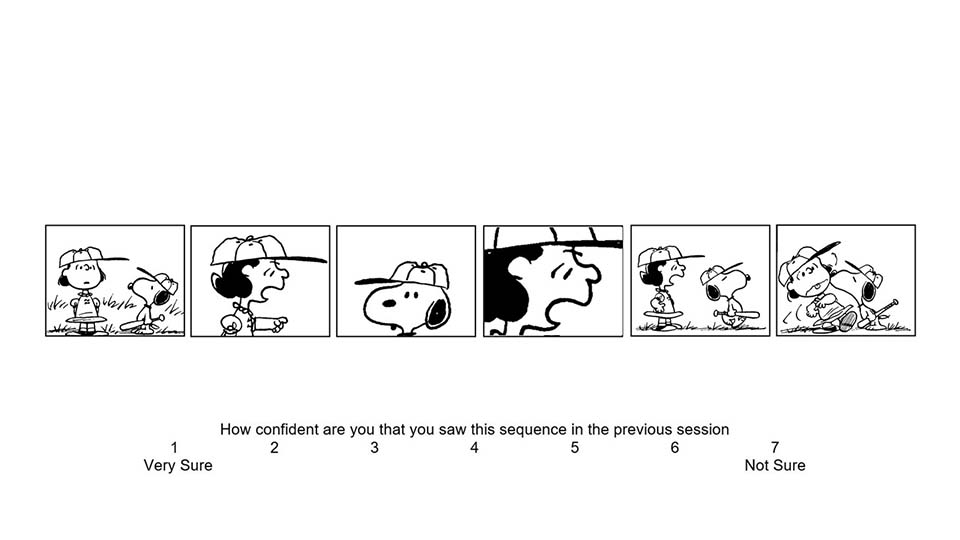 How confident are you that you saw this sequence in the previous session
1 2 3 4 5 6 7
Very Sure Not Sure